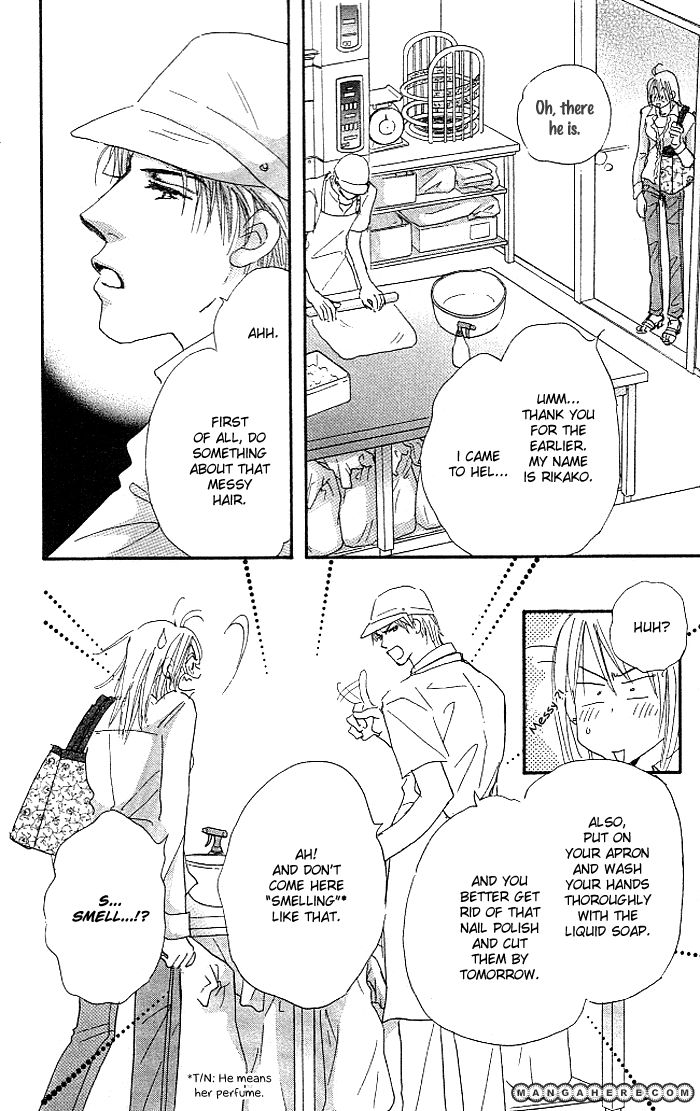 Oh, there
he is.
UMM...
THANK YOU
FOR THE
EARLIER.
MY NAME
IS RIKAKO.
I CAME
TO HEL...
AHH.
FIRST
OF ALL, DO
SOMETHING
ABOUT THAT
MESSY
HAIR.
HUH?
Messy?!
ALSO,
PUT ON
YOUR APRON
AND WASH
YOUR HANDS
THOROUGHLY
WITH THE
LIQUID SOAP.
AND YOU
BETTER GET
RID OF THAT
NAIL POLISH
AND CUT
THEM BY
TOMORROW.
AH!
AND DON'T
COME HERE
"SMELLING"*
LIKE THAT.
S...
SMELL...!?
*T/N: He means
her perfume.
MANGAHERE.COM